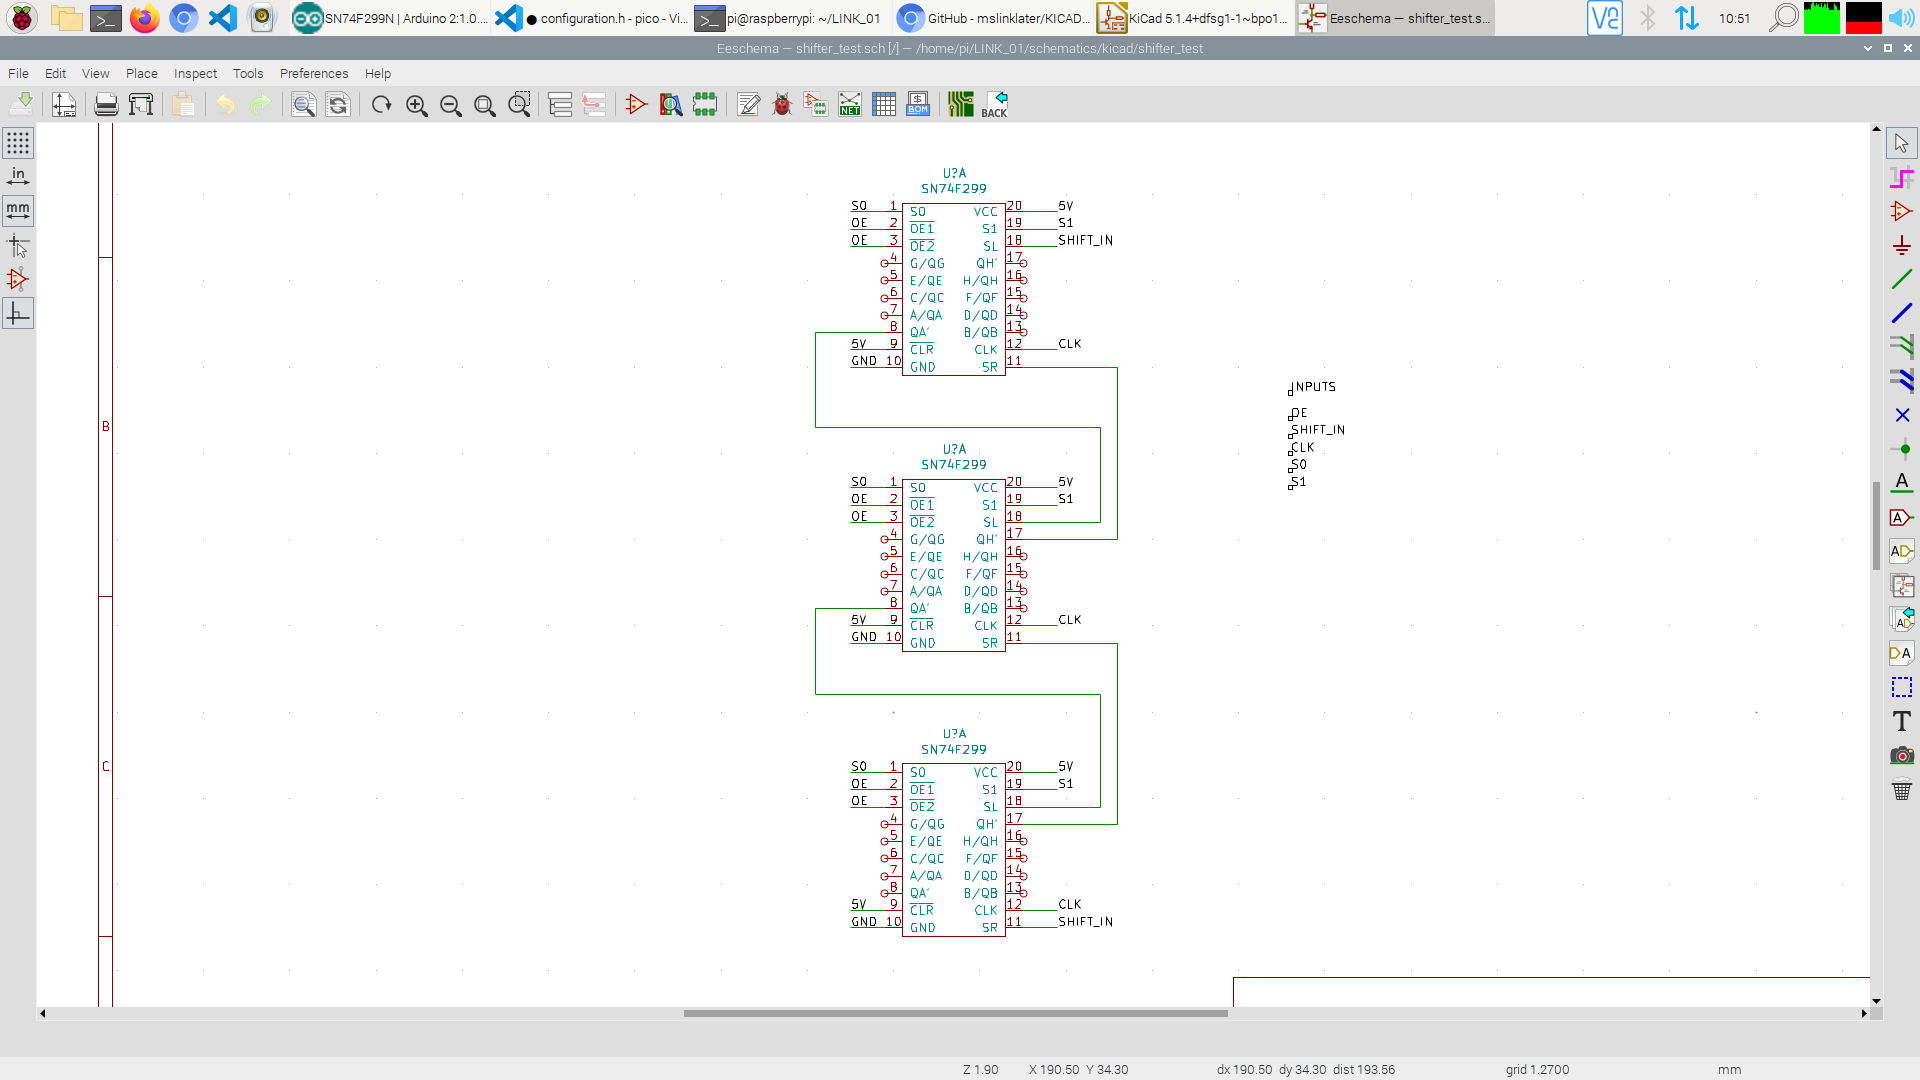 SN74F299N | Arduino 2:1.0....
configuration.h - pico - Vi...
pi@raspberrypi: ~/LINK_01
GitHub - mslinklater/KICAD...
KiCad 5.1.4+dfsg1-1~bpo1...
Eeschema — shifter_test.s...
V2
10:51
Eeschema — shifter_test.sch [/] — /home/pi/LINK_01/schematics/kicad/shifter_test
File Edit View Place Inspect Tools Preferences Help
NET
BOM
BACK
in
mm
B
C
U?A
SN74F299
S0 1 S0 VCC 20 5V
OE 2 OE1 S1 19 S1
OE 3 OE2 SL 18 SHIFT_IN
4 G/QG QH' 17
5 E/QE H/QH 16
6 C/QC F/QF 15
7 A/QA D/QD 14
8 QA' B/QB 13
5V 9 CLR CLK 12 CLK
GND 10 GND SR 11
INPUTS
OE
SHIFT_IN
CLK
S0
S1
U?A
SN74F299
S0 1 S0 VCC 20 5V
OE 2 OE1 S1 19 S1
OE 3 OE2 SL 18
4 G/QG QH' 17
5 E/QE H/QH 16
6 C/QC F/QF 15
7 A/QA D/QD 14
8 QA' B/QB 13
5V 9 CLR CLK 12 CLK
GND 10 GND SR 11
U?A
SN74F299
S0 1 S0 VCC 20 5V
OE 2 OE1 S1 19 S1
OE 3 OE2 SL 18
4 G/QG QH' 17
5 E/QE H/QH 16
6 C/QC F/QF 15
7 A/QA D/QD 14
8 QA' B/QB 13
5V 9 CLR CLK 12 CLK
GND 10 GND SR 11 SHIFT_IN
A
A
AD
AD
DA
T
Z 1.90 X 190.50 Y 34.30 dx 190.50 dy 34.30 dist 193.56 grid 1.2700 mm